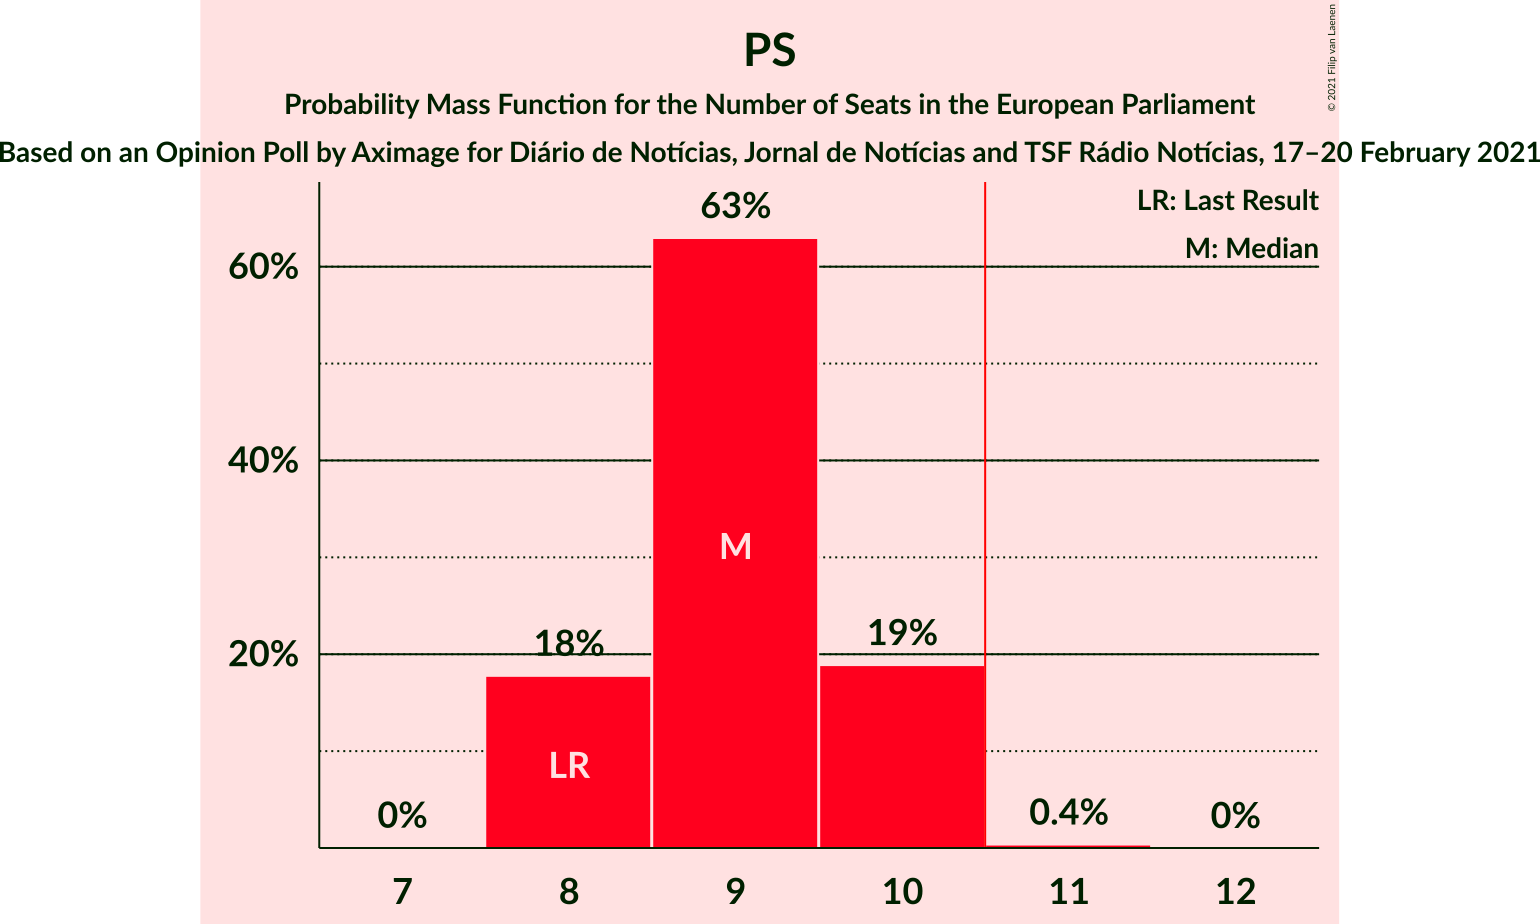 PS
Probability Mass Function for the Number of Seats in the European Parliament
Based on an Opinion Poll by Aximage for Diário de Notícias, Jornal de Notícias and TSF Rádio Notícias, 17–20 February 2021
© 2021 Filip van Laenen
LR: Last Result
M: Median
63%
60%
40%
M
18%
19%
20%
LR
0%
0.4%
0%
7
8
9
10
11
12